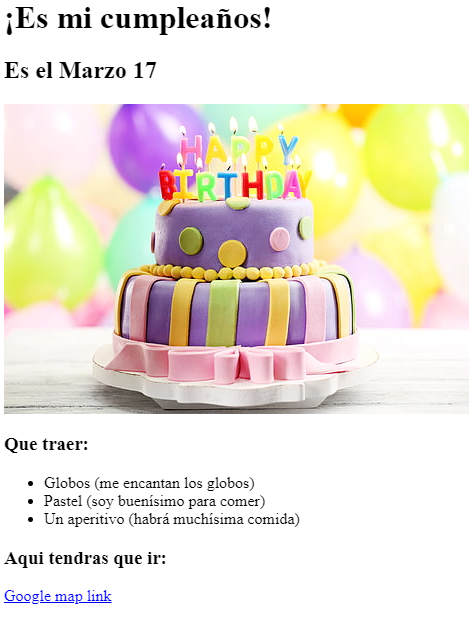 ¡Es mi cumpleaños!
Es el Marzo 17
HAPPY
BIRTHDAY
Que traer:
Globos (me encantan los globos)
Pastel (soy buenísimo para comer)
Un aperitivo (habrá muchísima comida)
Aqui tendras que ir:
Google map link